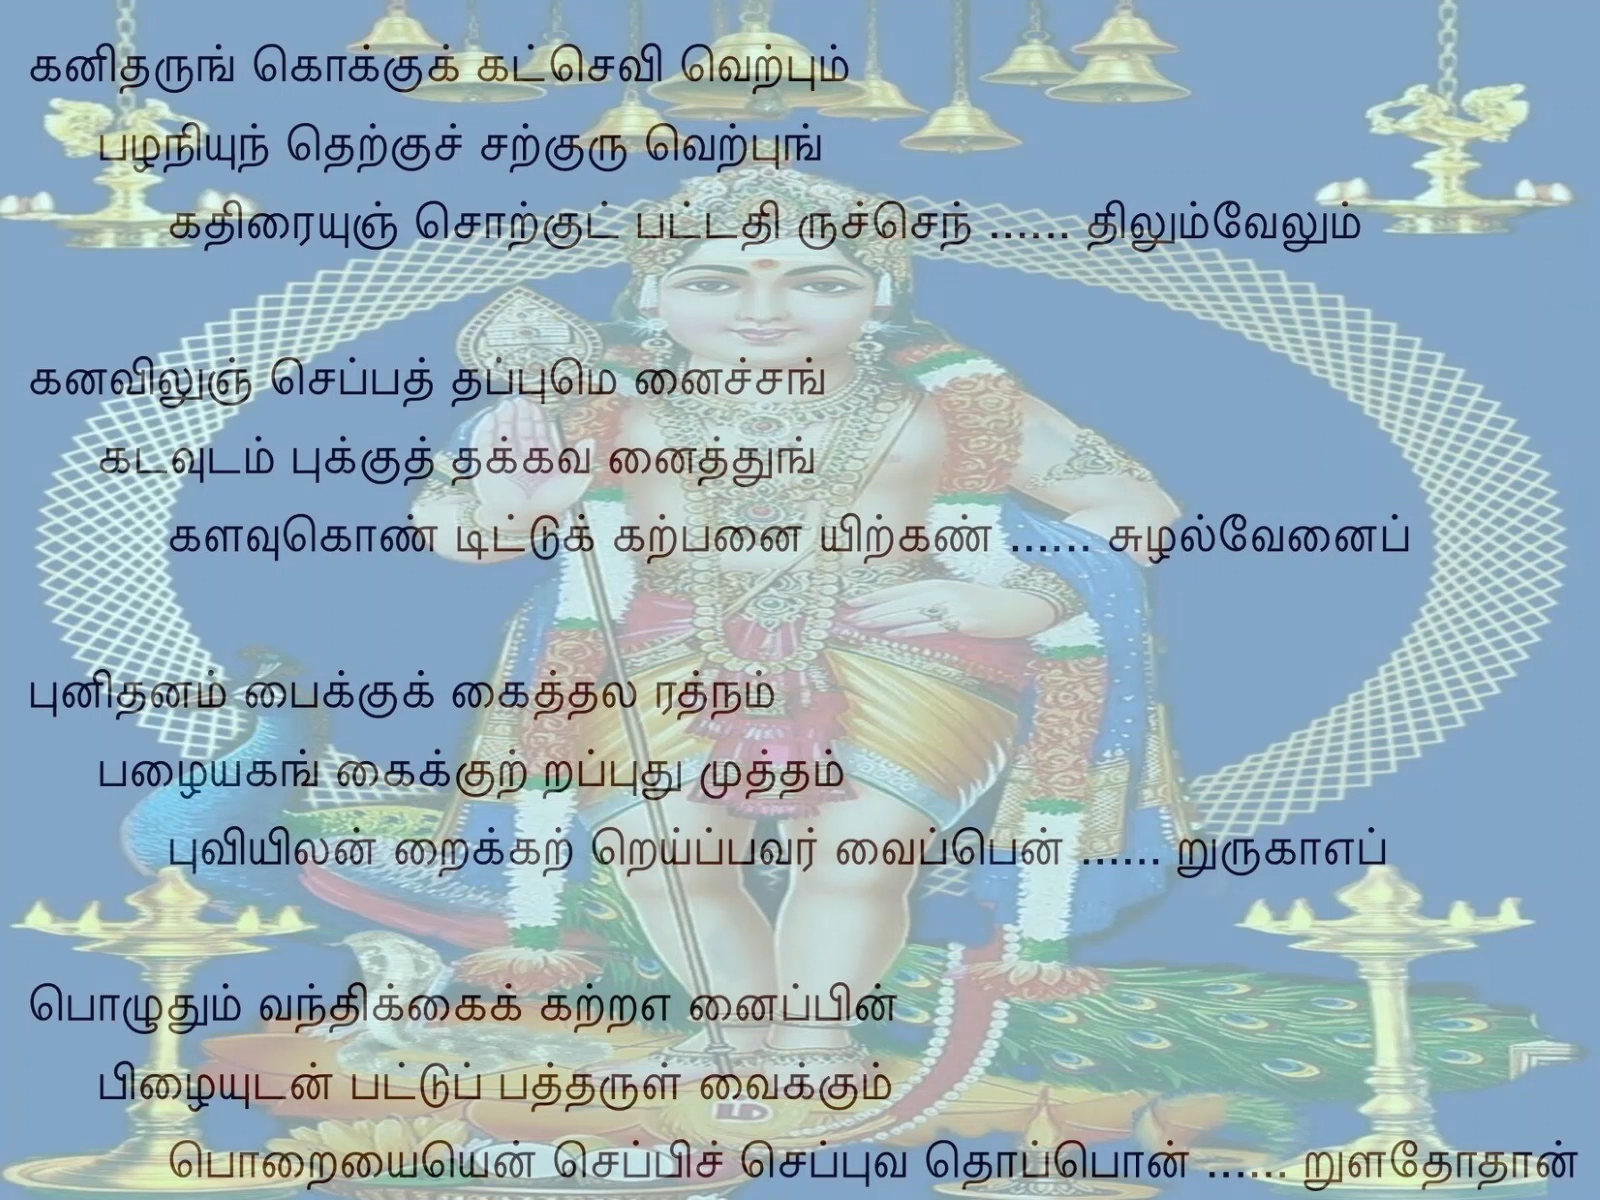 கனிதருங் கொக்குக் கட்செவி வெற்பும்
பழநியுந் தெற்குச் சற்குரு வெற்புங்
கதிரையுஞ் சொற்குட் பட்டதி ருச்செந் ...... திலும்வேலும்
கனவிலுஞ் செப்பத் தப்புமெ னைச்சங்
கடவுடம் புக்குத் தக்கவ னைத்துங்
களவுகொண் டிட்டுக் கற்பனை யிற்கண் ...... சுழல்வேனைப்
புனிதனம் பைக்குக் கைத்தல ரத்நம்
பழையகங் கைக்குற் றப்புது முத்தம்
புவியிலன் றைக்கற் றெய்ப்பவர் வைப்பென் ...... றுருகாஎப்
பொழுதும் வந்திக்கைக் கற்றஎ னைப்பின்
பிழையுடன் பட்டுப் பத்தருள் வைக்கும்
பொறையையென் செப்பிச் செப்புவ தொப்பொன் ...... றுளதோதான்